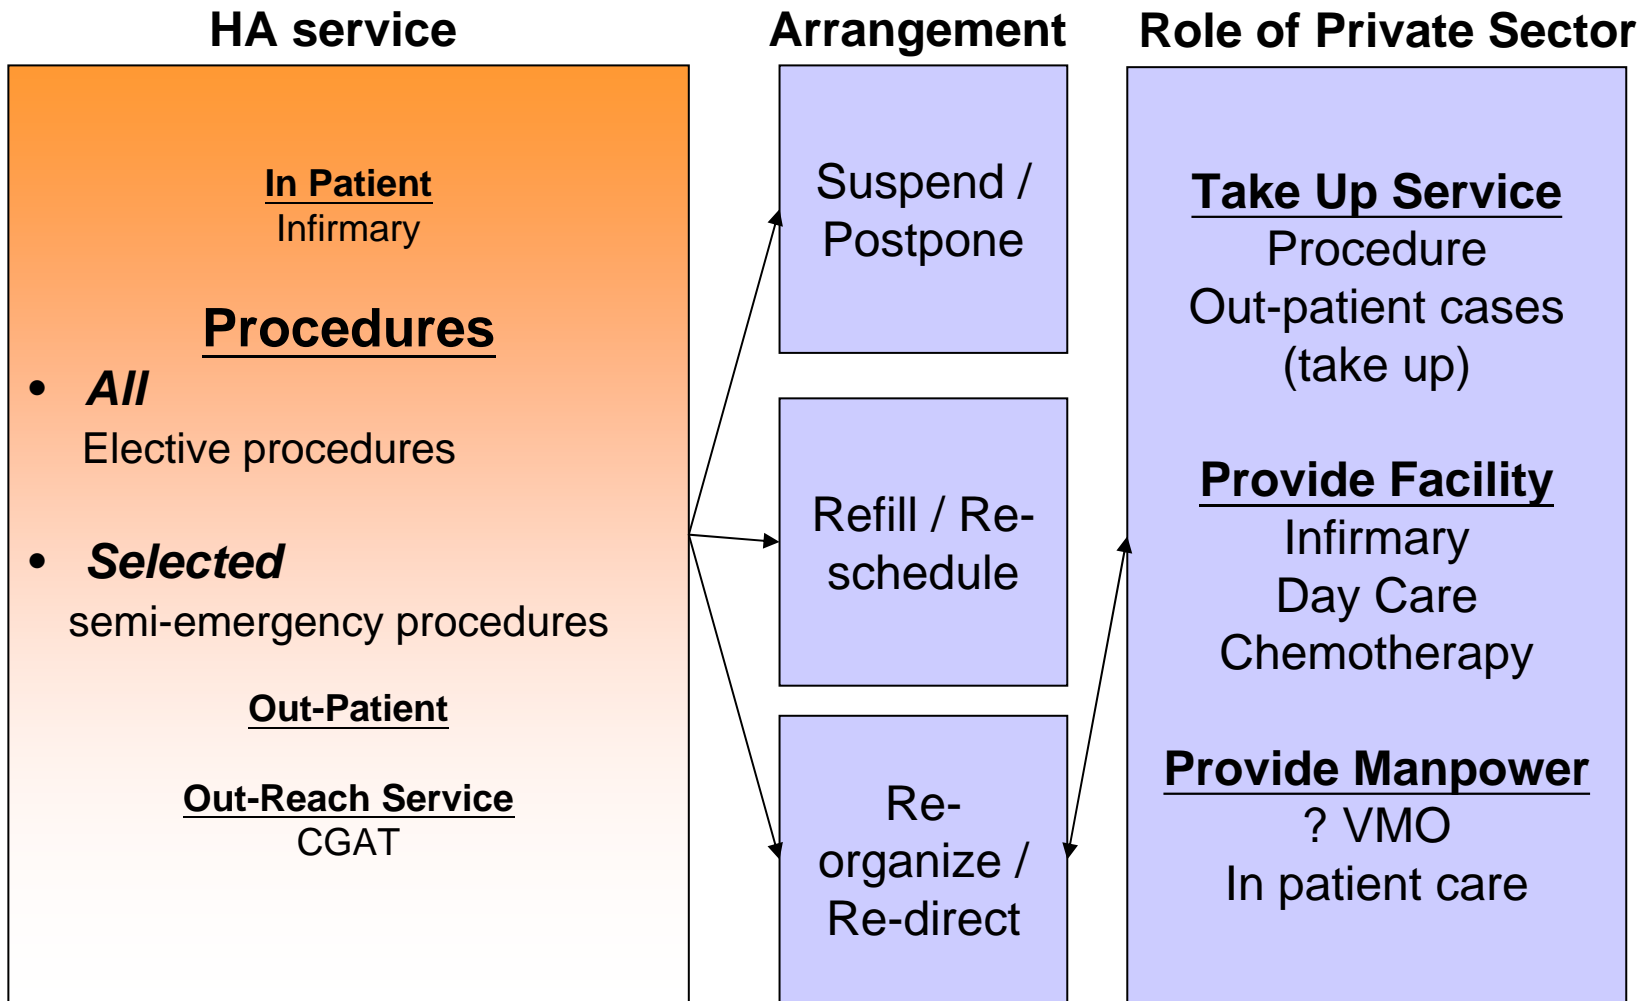 HA service
Arrangement
Role of Private Sector
In Patient
Infirmary
Procedures
• All
Elective procedures
• Selected
semi-emergency procedures
Out-Patient
Out-Reach Service
CGAT
Suspend /
Postpone
Refill / Re-
schedule
Re-
organize /
Re-direct
Take Up Service
Procedure
Out-patient cases
(take up)
Provide Facility
Infirmary
Day Care
Chemotherapy
Provide Manpower
? VMO
In patient care